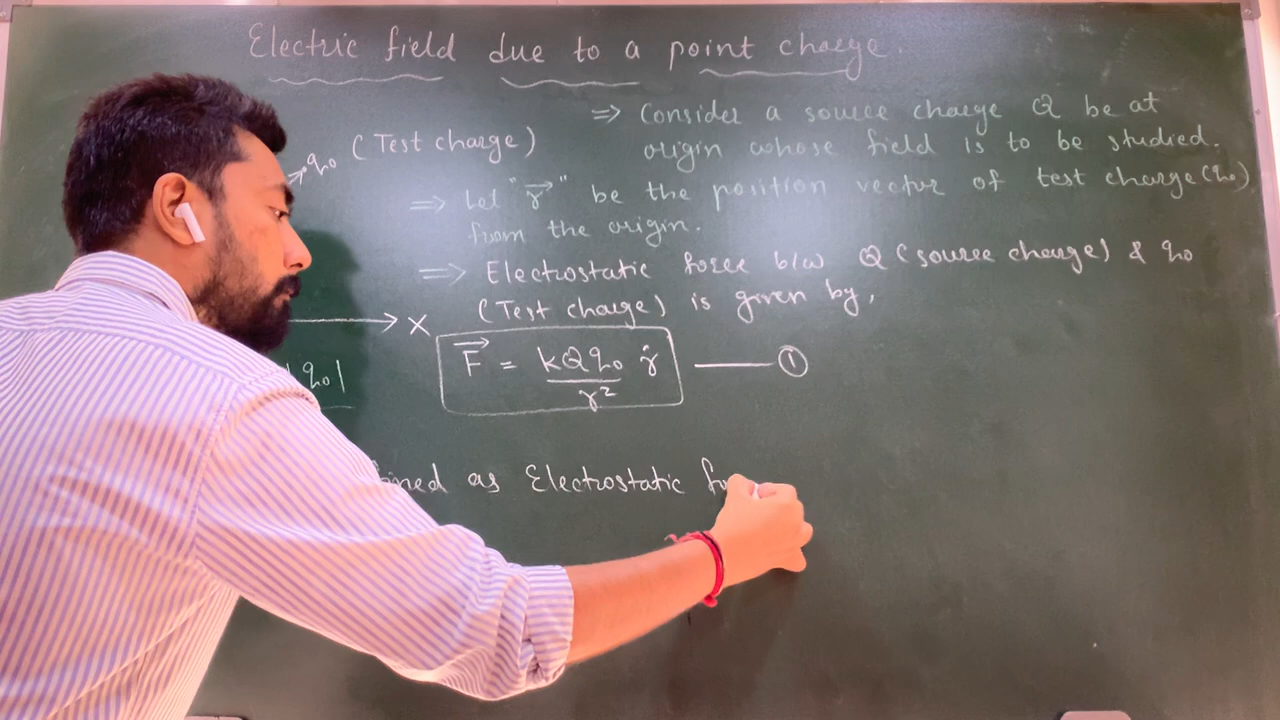 Electric field due to a point charge.
⇒ Consider a source charge Q be at
origin whose field is to be studied.
q₀ (Test charge)
⇒ Let "r⃗" be the position vector of test charge (q₀)
from the origin.
⇒ Electrostatic force b/w Q (source charge) & q₀
(Test charge) is given by,
X
F⃗ = kQq₀/r² r̂ —— ①
q₀|
ined as Electrostatic fo